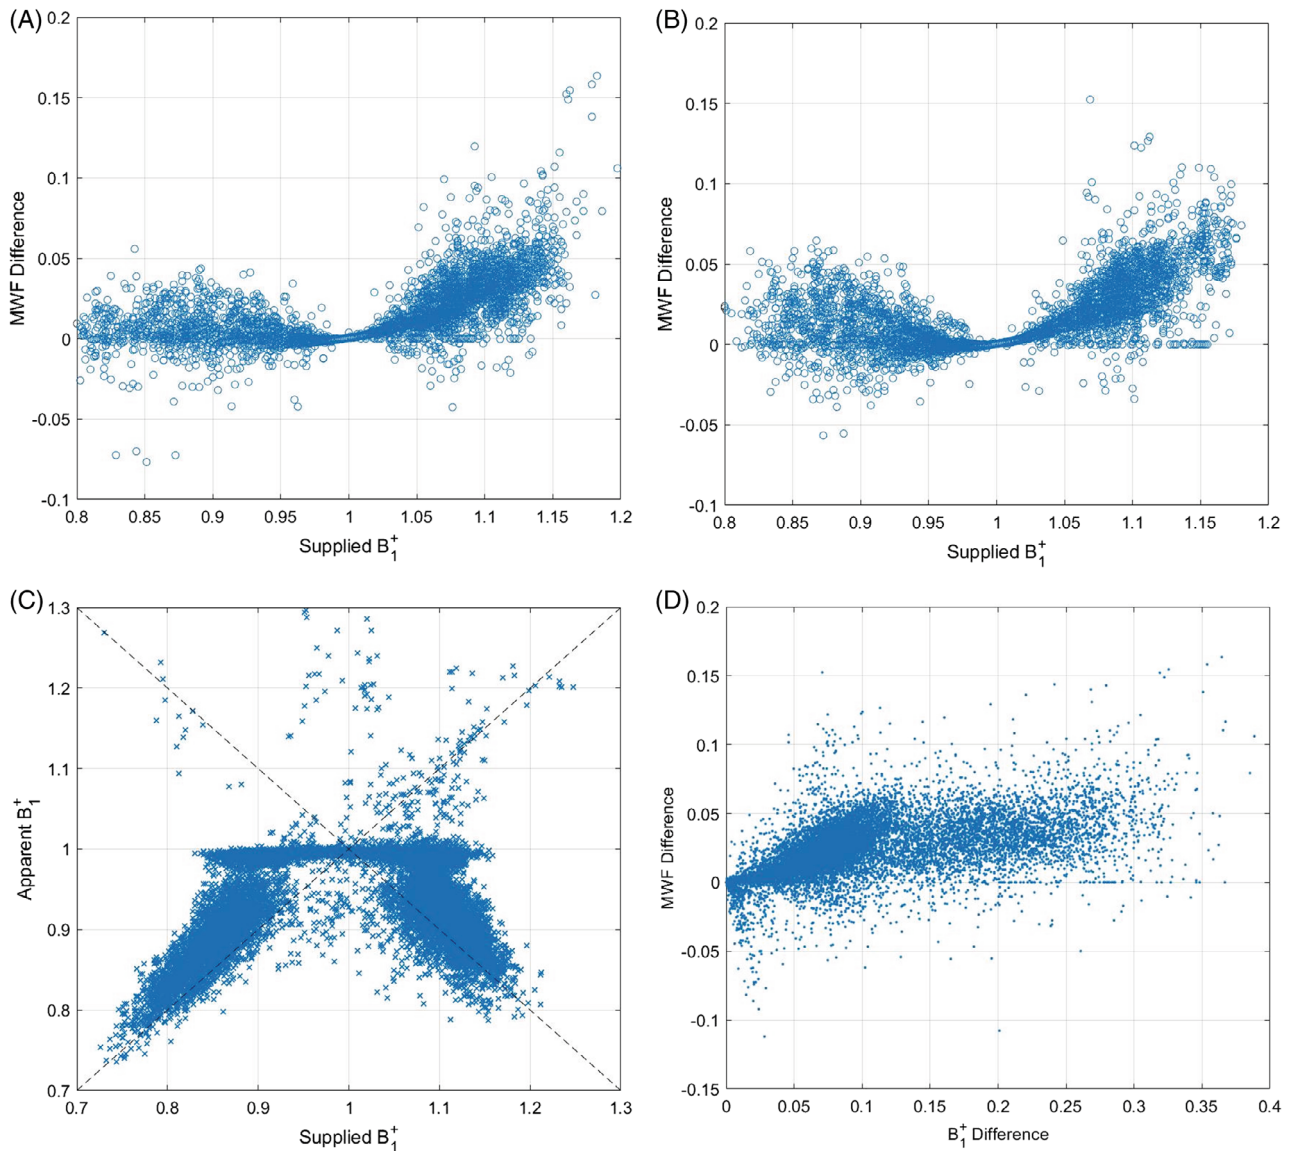 (A)
0.2
0.15
0.1
0.05
0
-0.05
-0.1
MWF Difference
0.8 0.85 0.9 0.95 1 1.05 1.1 1.15 1.2
Supplied B₁⁺
(B)
0.2
0.15
0.1
0.05
0
-0.05
-0.1
MWF Difference
0.8 0.85 0.9 0.95 1 1.05 1.1 1.15 1.2
Supplied B₁⁺
(C)
1.3
1.2
1.1
1
0.9
0.8
0.7
Apparent B₁⁺
0.7 0.8 0.9 1 1.1 1.2 1.3
Supplied B₁⁺
(D)
0.2
0.15
0.1
0.05
0
-0.05
-0.1
-0.15
MWF Difference
0 0.05 0.1 0.15 0.2 0.25 0.3 0.35 0.4
B₁⁺ Difference